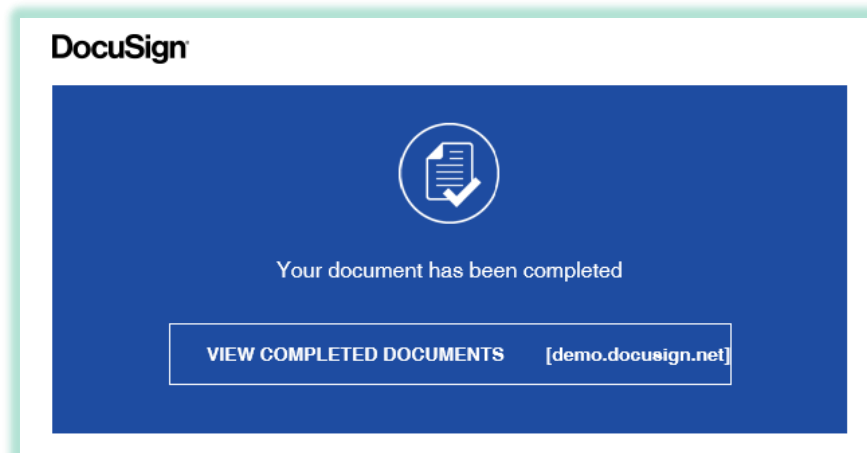 DocuSign
Your document has been completed
VIEW COMPLETED DOCUMENTS [demo.docusign.net]